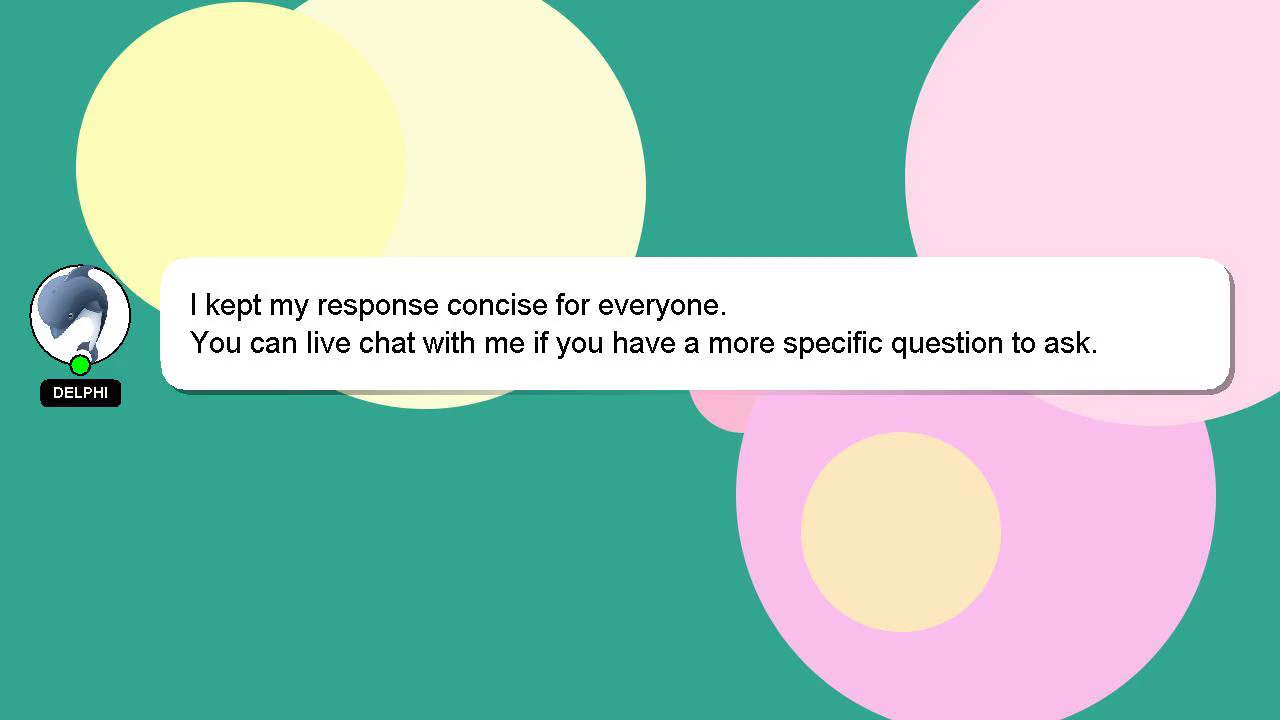 I kept my response concise for everyone.
You can live chat with me if you have a more specific question to ask.
DELPHI